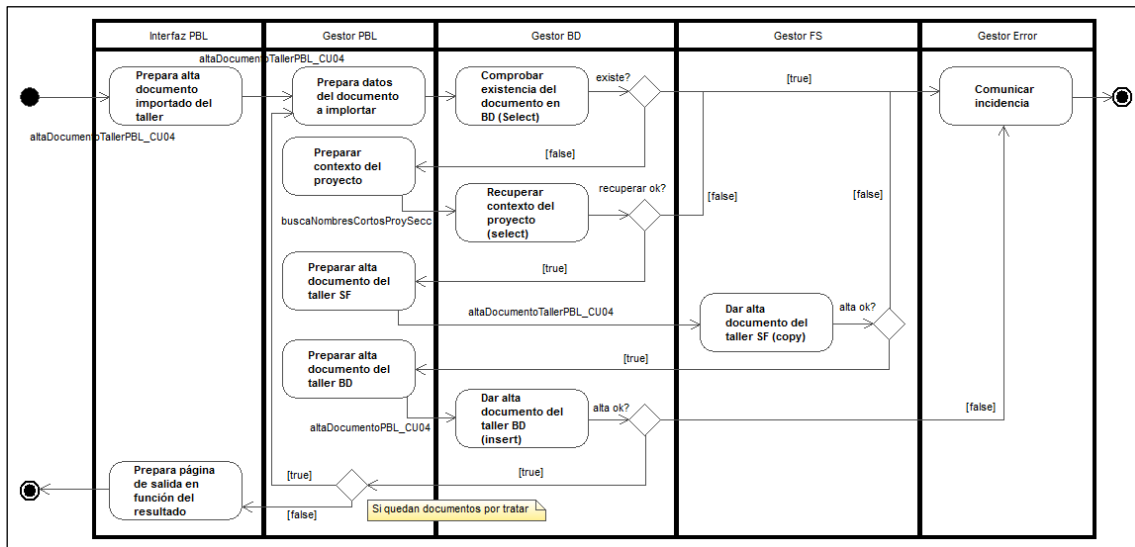 Interfaz PBL
Gestor PBL
Gestor BD
Gestor FS
Gestor Error
altaDocumentoTallerPBL_CU04
Prepara alta
documento
importado del
taller
altaDocumentoTallerPBL_CU04
Prepara datos
del documento
a implortar
Comprobar
existencia del
documento en
BD (Select)
existe?
[true]
Comunicar
incidencia
[false]
Preparar
contexto del
proyecto
buscaNombresCortosProySecc
Recuperar
contexto del
proyecto
(select)
recuperar ok?
[false]
[false]
[true]
Preparar alta
documento del
taller SF
altaDocumentoTallerPBL_CU04
Dar alta
documento del
taller SF (copy)
alta ok?
[true]
Preparar alta
documento del
taller BD
altaDocumentoPBL_CU04
Dar alta
documento del
taller BD
(insert)
alta ok?
[false]
[true]
[true]
[false]
Si quedan documentos por tratar
Prepara página
de salida en
función del
resultado